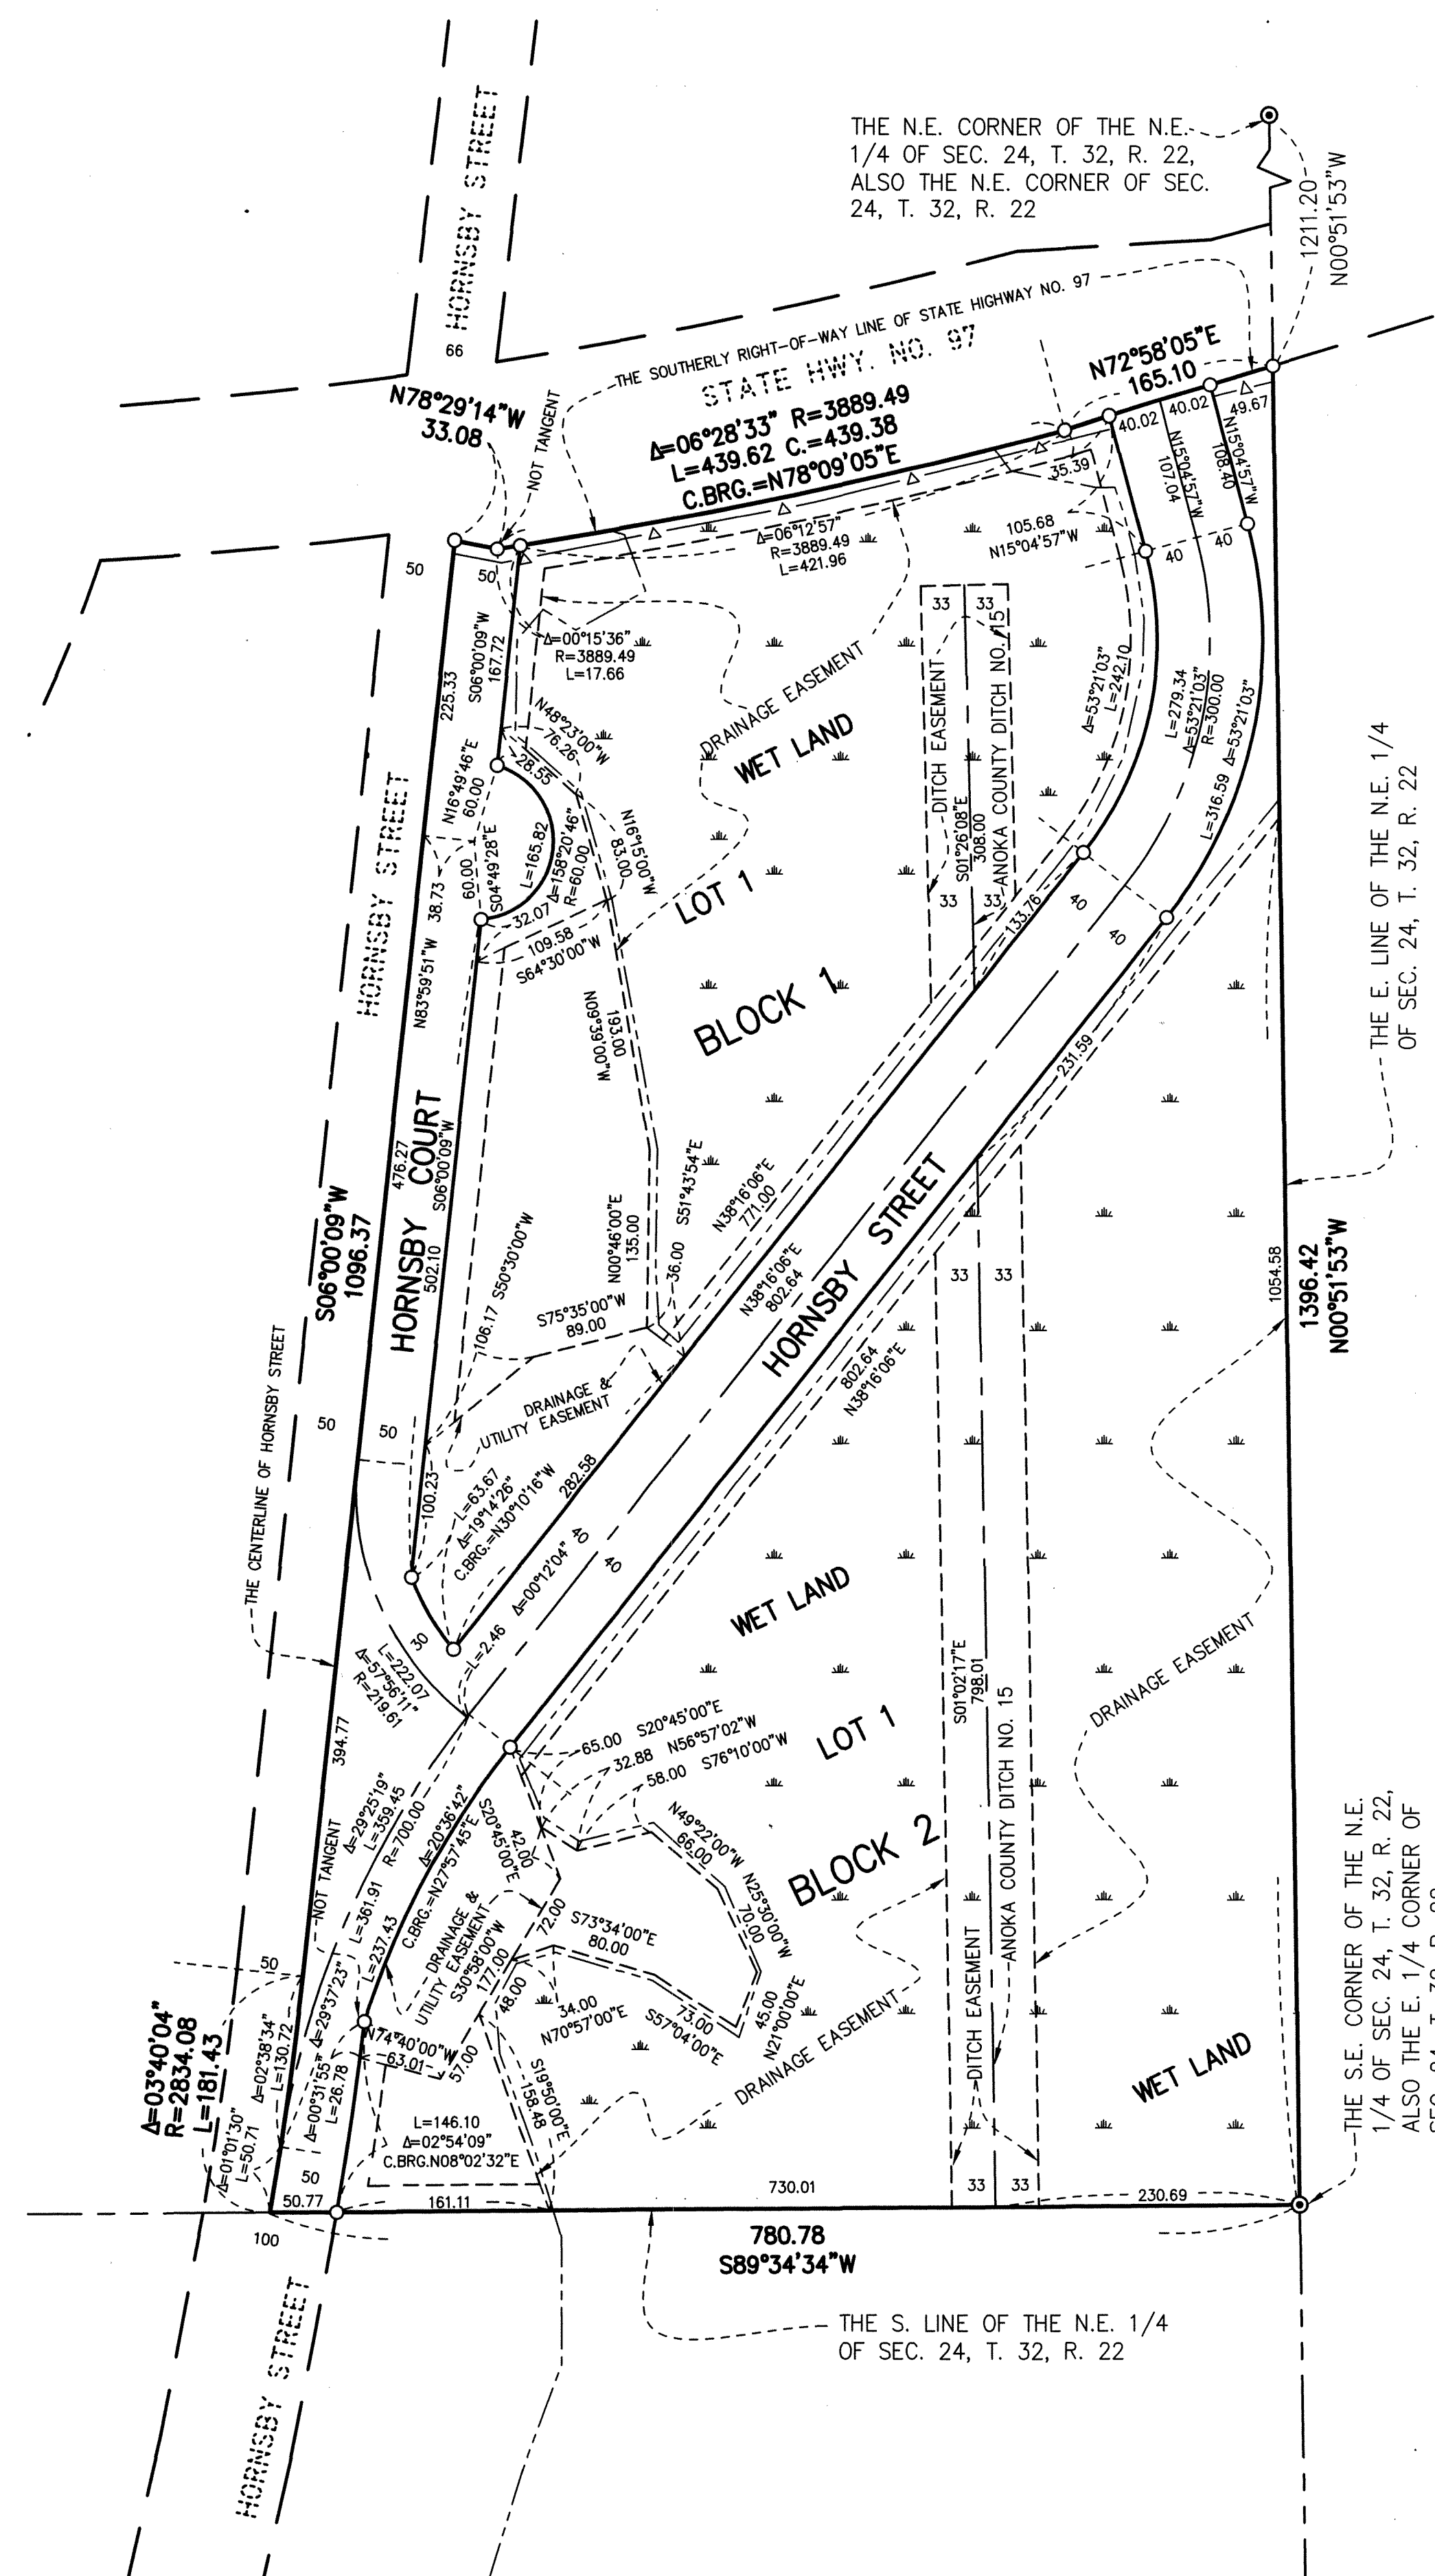 HORNSBY STREET
66
THE N.E. CORNER OF THE N.E.
1/4 OF SEC. 24, T. 32, R. 22,
ALSO THE N.E. CORNER OF SEC.
24, T. 32, R. 22
1211.20
N00°51'53"W
THE SOUTHERLY RIGHT-OF-WAY LINE OF STATE HIGHWAY NO. 97
STATE HWY. NO. 97
N78°29'14"W
33.08
NOT TANGENT
Δ=06°28'33" R=3889.49
L=439.62 C.=439.38
C.BRG.=N78°09'05"E
N72°58'05"E
165.10
40.02
40.02
49.67
N15°04'57"W
107.04
N15°04'57"W
108.40
35.39
105.68
N15°04'57"W
40
40
Δ=06°12'57"
R=3889.49
L=421.96
50
50
S06°00'09"W
167.72
225.33
Δ=00°15'36"
R=3889.49
L=17.66
N48°23'00"W
76.26
28.55
DRAINAGE EASEMENT
WET LAND
33
33
DITCH EASEMENT
S01°26'08"E
308.00
ANOKA COUNTY DITCH NO. 15
33
33
Δ=53°21'03"
L=242.10
L=279.34
Δ=53°21'03"
R=300.00
L=316.59 Δ=53°21'03"
HORNSBY STREET
N16°49'46"E
60.00
60.00
S04°49'28"E
L=165.82
Δ=158°20'46"
R=60.00
N16°15'00"W
83.00
38.73
N83°59'51"W
32.07
109.58
S64°30'00"W
LOT 1
BLOCK 1
N09°39'00"W
193.00
133.76
40
40
231.59
THE E. LINE OF THE N.E. 1/4
OF SEC. 24, T. 32, R. 22
S06°00'09"W
1096.37
476.27
HORNSBY COURT
S06°00'09"W
502.10
N00°46'00"E
135.00
36.00 S51°43'54"E
N38°16'06"E
771.00
N38°16'06"E
802.64
HORNSBY STREET
802.64
N38°16'06"E
106.17 S50°30'00"W
S75°35'00"W
89.00
DRAINAGE &
UTILITY EASEMENT
33
33
1054.58
1396.42
N00°51'53"W
THE CENTERLINE OF HORNSBY STREET
50
50
100.23
L=63.67
Δ=19°14'26"
C.BRG.=N30°10'16"W
282.58
40
40
Δ=00°12'04"
L=2.46
30
L=222.07
Δ=57°56'11"
R=219.61
394.77
WET LAND
LOT 1
BLOCK 2
S01°02'17"E
798.01
ANOKA COUNTY DITCH NO. 15
DITCH EASEMENT
DRAINAGE EASEMENT
65.00 S20°45'00"E
32.88 N56°57'02"W
58.00 S76°10'00"W
N49°22'00"W
66.00
N25°30'00"W
70.00
S20°45'00"E
42.00
Δ=29°25'19"
L=359.45
R=700.00
Δ=20°36'42"
C.BRG.=N27°57'45"E
L=237.43
L=361.91
Δ=29°37'23"
NOT TANGENT
DRAINAGE &
UTILITY EASEMENT
S30°58'00"W
177.00
72.00
48.00
57.00
S73°34'00"E
80.00
34.00
N70°57'00"E
73.00
S57°04'00"E
45.00
N21°00'00"E
DRAINAGE EASEMENT
50
Δ=03°40'04"
R=2834.08
L=181.43
Δ=02°38'34"
L=130.72
Δ=00°31'55"
L=26.78
Δ=01°01'30"
L=50.71
N74°40'00"W
63.01
S19°50'00"E
158.48
L=146.10
Δ=02°54'09"
C.BRG.N08°02'32"E
WET LAND
50
50.77
161.11
730.01
33
33
230.69
100
780.78
S89°34'34"W
THE S. LINE OF THE N.E. 1/4
OF SEC. 24, T. 32, R. 22
THE S.E. CORNER OF THE N.E.
1/4 OF SEC. 24, T. 32, R. 22,
ALSO THE E. 1/4 CORNER OF
HORNSBY STREET